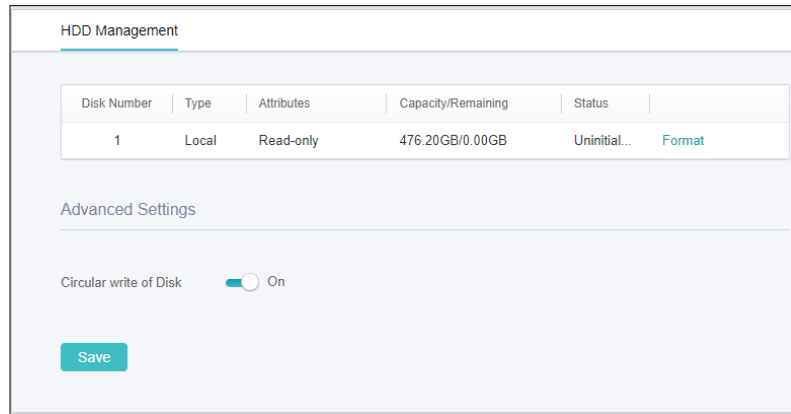 HDD Management
Disk Number Type Attributes Capacity/Remaining Status
1 Local Read-only 476.20GB/0.00GB Uninitial... Format
Advanced Settings
Circular write of Disk On
Save